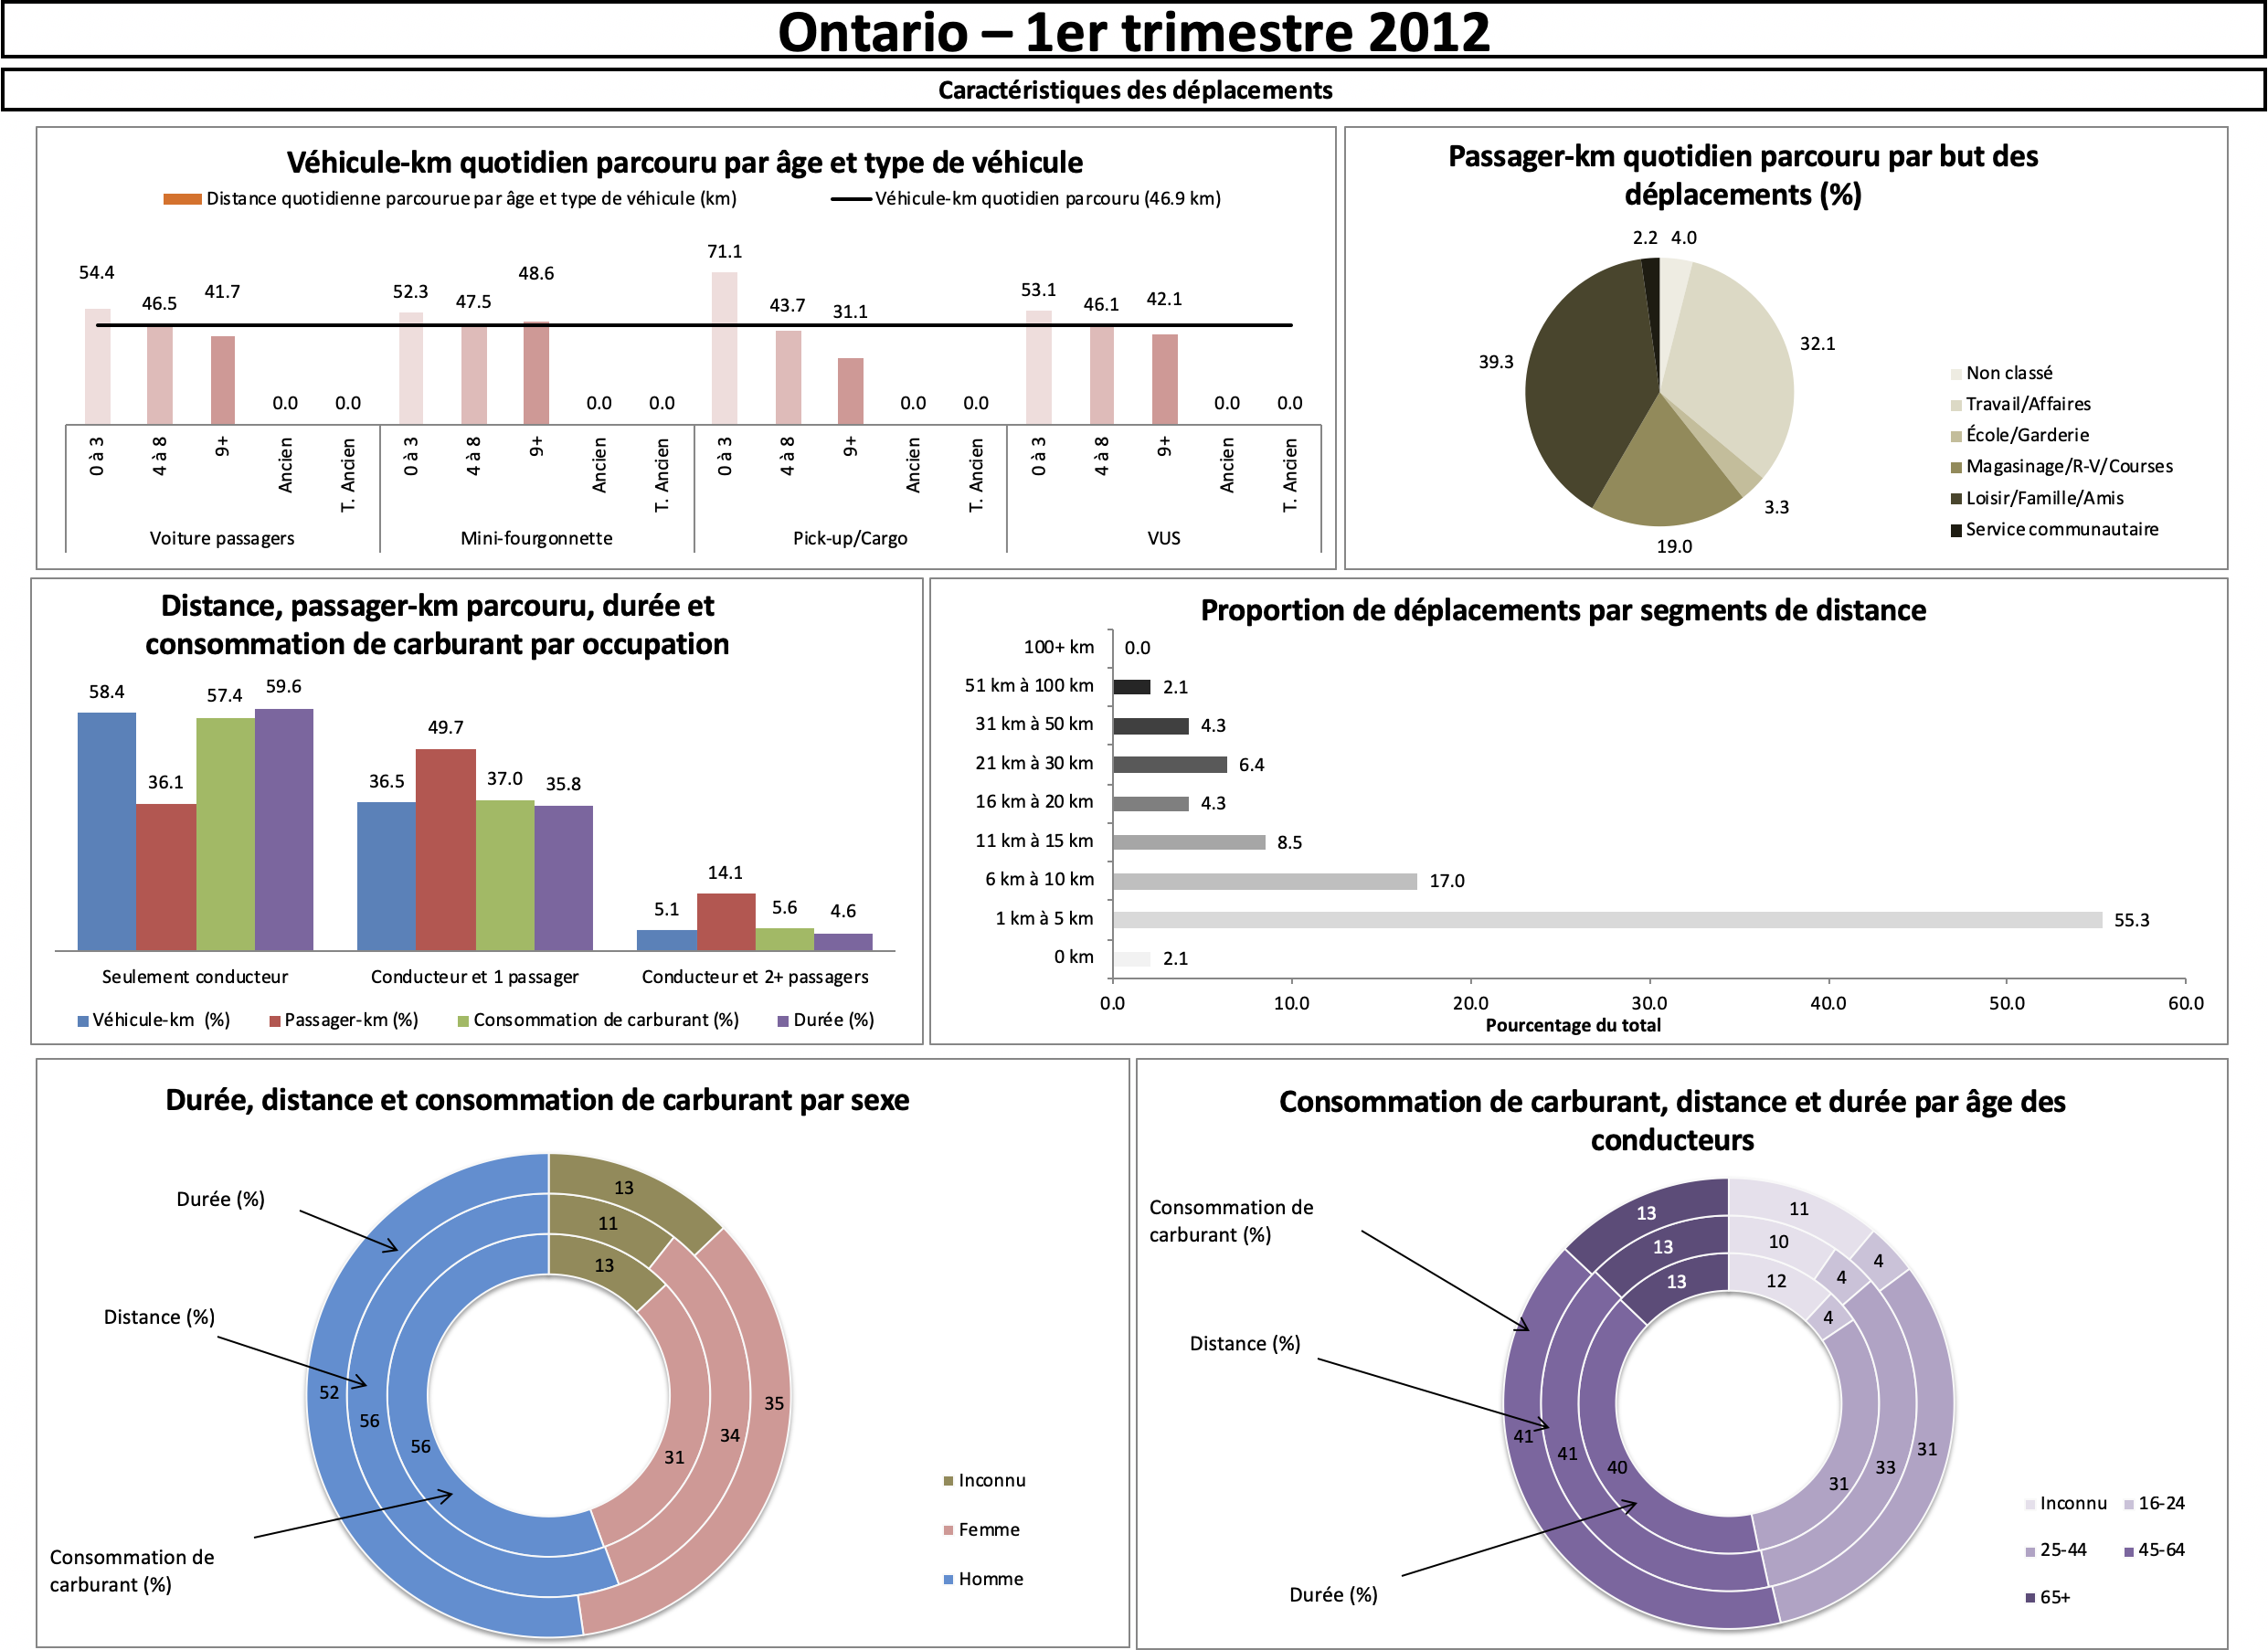 Ontario – 1er trimestre 2012
Caractéristiques des déplacements
Véhicule-km quotidien parcouru par âge et type de véhicule
Distance quotidienne parcourue par âge et type de véhicule (km)
Véhicule-km quotidien parcouru (46.9 km)
54.4
46.5
41.7
0.0
0.0
52.3
47.5
48.6
0.0
0.0
71.1
43.7
31.1
0.0
0.0
53.1
46.1
42.1
0.0
0.0
0 à 3
4 à 8
9+
Ancien
T. Ancien
0 à 3
4 à 8
9+
Ancien
T. Ancien
0 à 3
4 à 8
9+
Ancien
T. Ancien
0 à 3
4 à 8
9+
Ancien
T. Ancien
Voiture passagers
Mini-fourgonnette
Pick-up/Cargo
VUS
Passager-km quotidien parcouru par but des
déplacements (%)
2.2
4.0
32.1
3.3
19.0
39.3
Non classé
Travail/Affaires
École/Garderie
Magasinage/R-V/Courses
Loisir/Famille/Amis
Service communautaire
Distance, passager-km parcouru, durée et
consommation de carburant par occupation
58.4
36.1
57.4
59.6
36.5
49.7
37.0
35.8
5.1
14.1
5.6
4.6
Seulement conducteur
Conducteur et 1 passager
Conducteur et 2+ passagers
Véhicule-km (%)
Passager-km (%)
Consommation de carburant (%)
Durée (%)
Proportion de déplacements par segments de distance
100+ km
0.0
51 km à 100 km
2.1
31 km à 50 km
4.3
21 km à 30 km
6.4
16 km à 20 km
4.3
11 km à 15 km
8.5
6 km à 10 km
17.0
1 km à 5 km
55.3
0 km
2.1
0.0
10.0
20.0
30.0
40.0
50.0
60.0
Pourcentage du total
Durée, distance et consommation de carburant par sexe
Durée (%)
Distance (%)
Consommation de
carburant (%)
13
11
13
35
34
31
52
56
56
Inconnu
Femme
Homme
Consommation de carburant, distance et durée par âge des
conducteurs
Consommation de
carburant (%)
Distance (%)
Durée (%)
13
13
13
11
10
12
4
4
4
31
33
31
41
41
40
Inconnu
16-24
25-44
45-64
65+